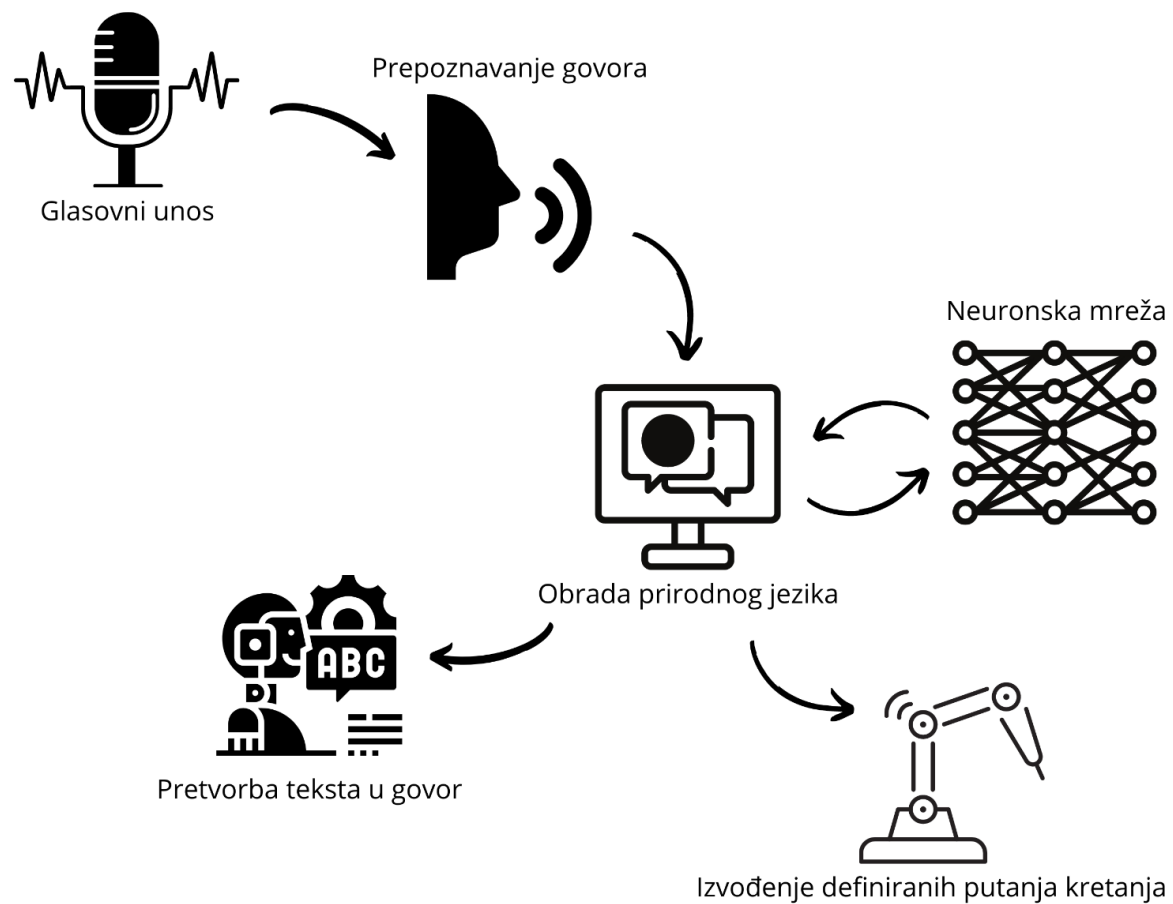 Glasovni unos
Prepoznavanje govora
Neuronska mreža
Obrada prirodnog jezika
ABC
Pretvorba teksta u govor
Izvođenje definiranih putanja kretanja